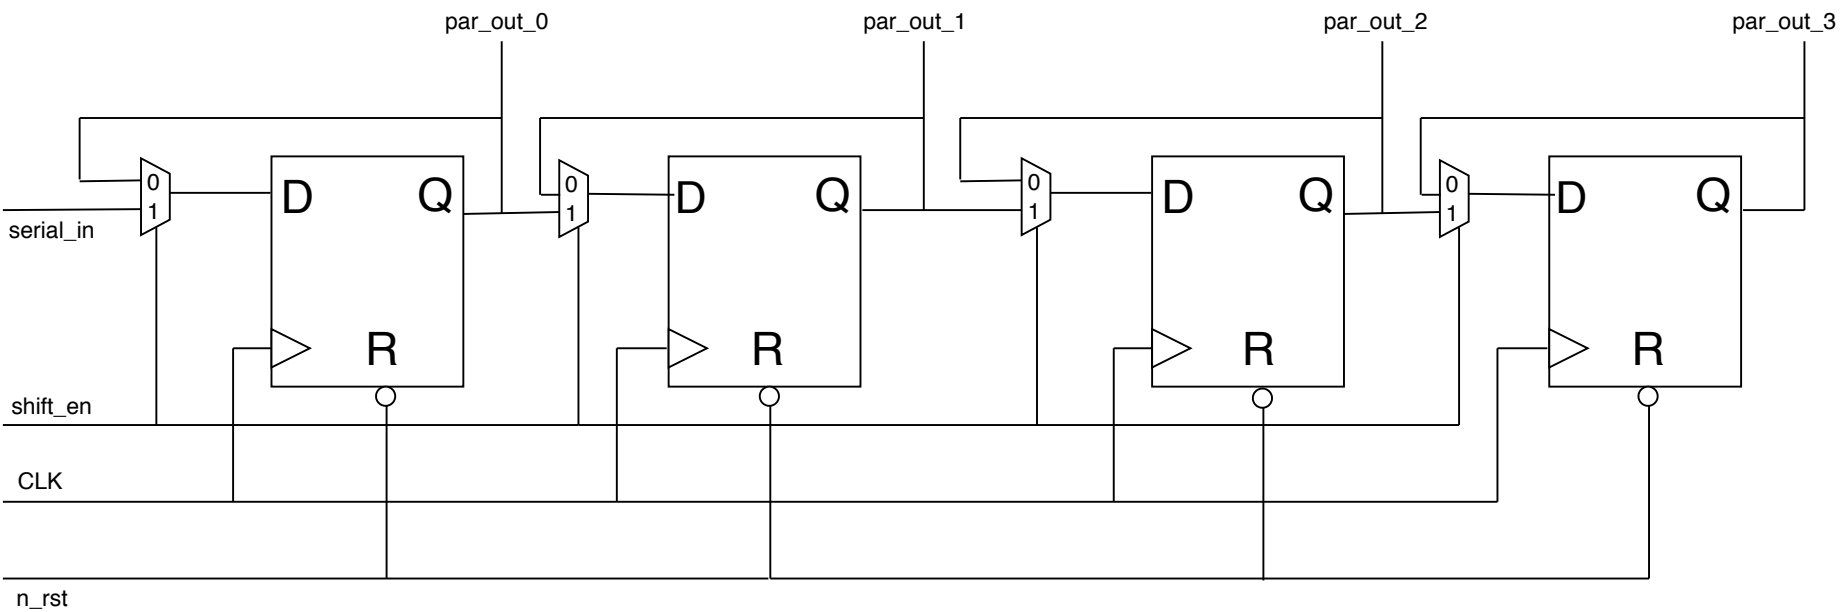 par_out_0 par_out_1 par_out_2 par_out_3
0 D Q 0 D Q 0 D Q 0 D Q
1 1 1 1
serial_in
R R R R
shift_en
CLK
n_rst